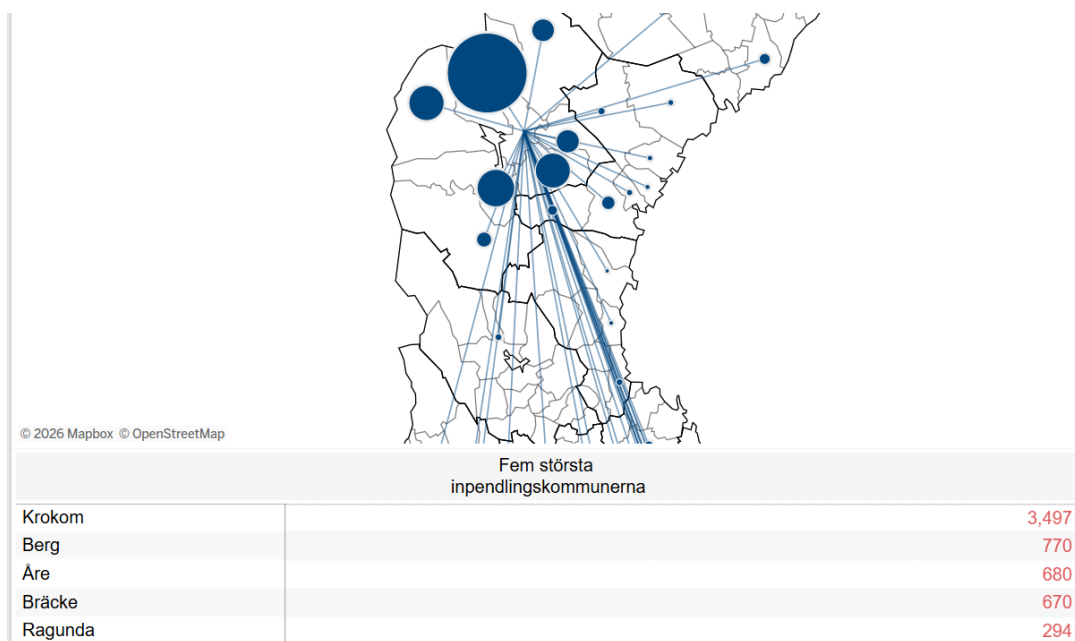 © 2026 Mapbox © OpenStreetMap
Fem största
inpendlingskommunerna
Krokom 3,497
Berg 770
Åre 680
Bräcke 670
Ragunda 294